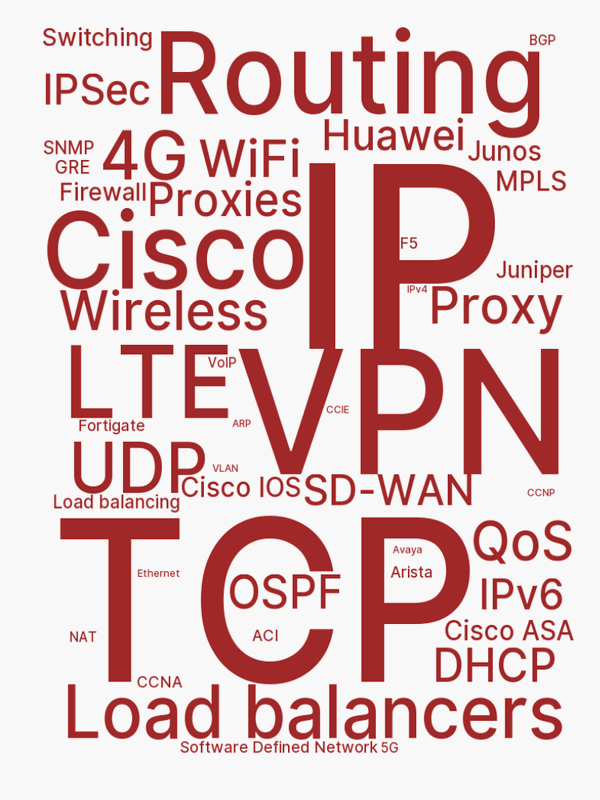 Switching
Routing
BGP
IPSec
Huawei
Junos
SNMP
GRE
4G
WiFi
MPLS
Firewall
Proxies
IP
F5
Cisco
Juniper
IPv4
Wireless
Proxy
LTE
VoIP
VPN
CCIE
Fortigate
ARP
UDP
VLAN
Cisco IOS
SD-WAN
CCNP
Load balancing
TCP
QoS
Avaya
Ethernet
Arista
OSPF
IPv6
NAT
ACI
Cisco ASA
DHCP
CCNA
Load balancers
Software Defined Network
5G